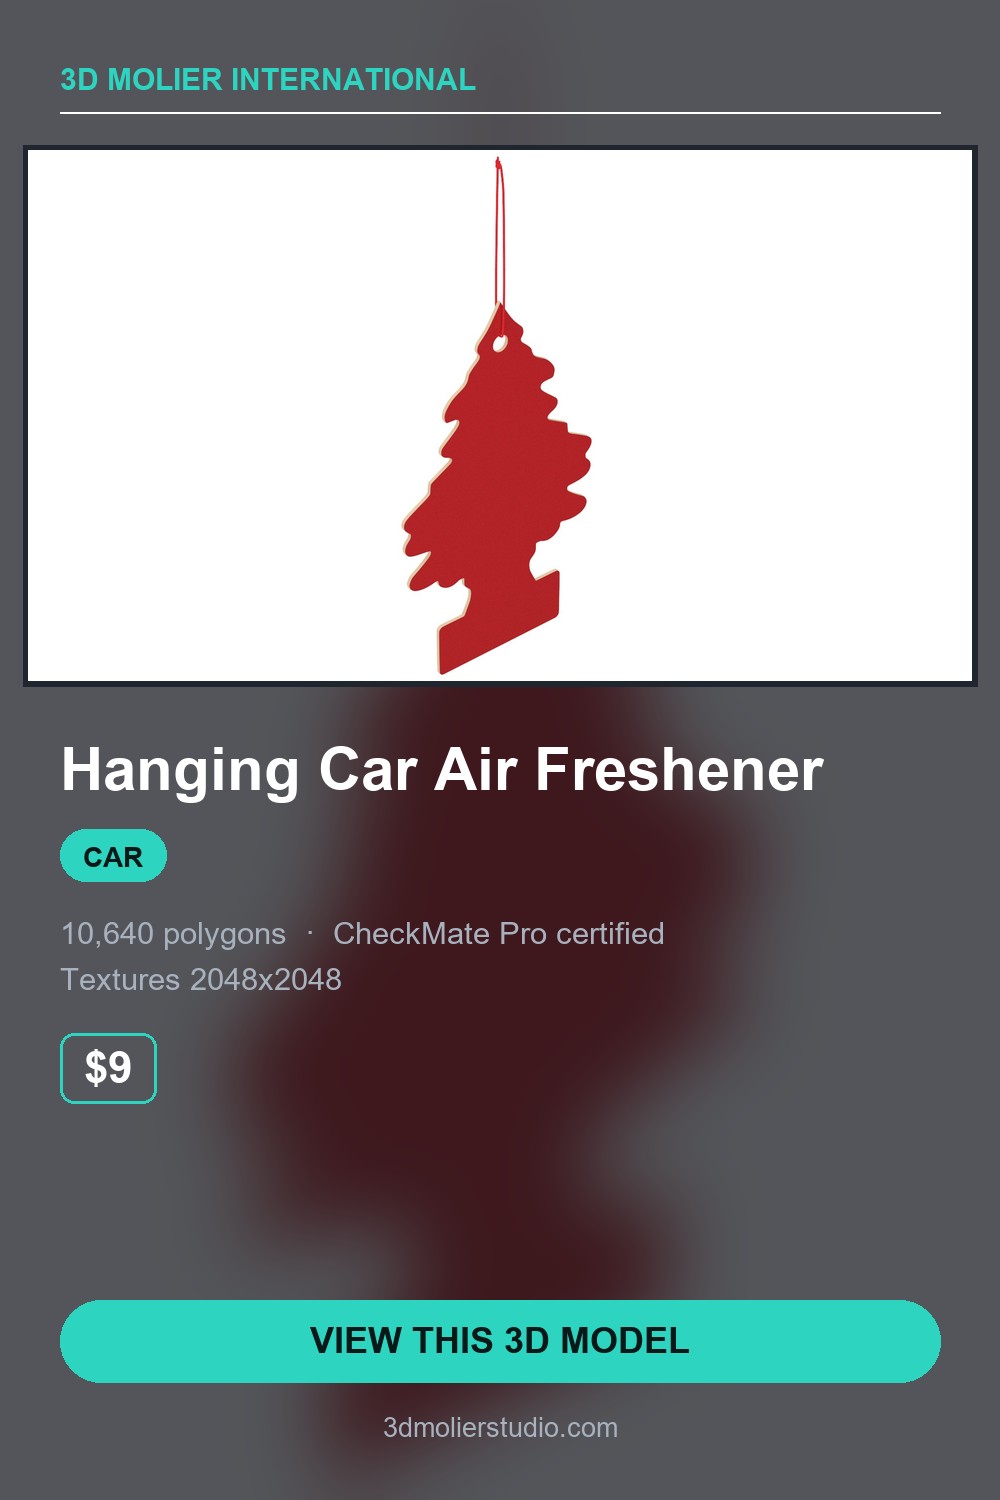 3D MOLIER INTERNATIONAL
Hanging Car Air Freshener
CAR
10,640 polygons · CheckMate Pro certified
Textures 2048x2048
$9
VIEW THIS 3D MODEL
3dmolierstudio.com